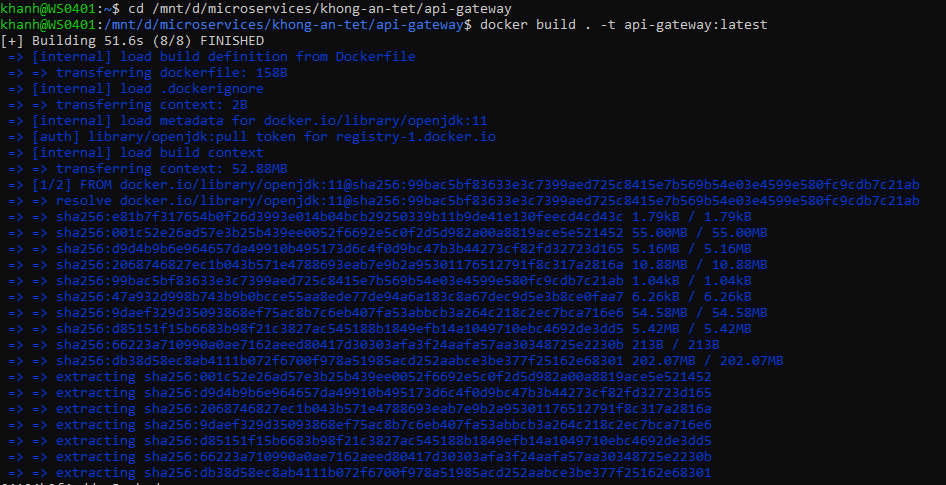 khanh@WS0401:~$ cd /mnt/d/microservices/khong-an-tet/api-gateway
khanh@WS0401:/mnt/d/microservices/khong-an-tet/api-gateway$ docker build . -t api-gateway:latest
[+] Building 51.6s (8/8) FINISHED
=> [internal] load build definition from Dockerfile
=> => transferring dockerfile: 158B
=> [internal] load .dockerignore
=> => transferring context: 2B
=> [internal] load metadata for docker.io/library/openjdk:11
=> [auth] library/openjdk:pull token for registry-1.docker.io
=> [internal] load build context
=> => transferring context: 52.88MB
=> [1/2] FROM docker.io/library/openjdk:11@sha256:99bac5bf83633e3c7399aed725c8415e7b569b54e03e4599e580fc9cdb7c21ab
=> => resolve docker.io/library/openjdk:11@sha256:99bac5bf83633e3c7399aed725c8415e7b569b54e03e4599e580fc9cdb7c21ab
=> => sha256:e81b7f317654b0f26d3993e014b04bcb29250339b11b9de41e130feecd4cd43c 1.79kB / 1.79kB
=> => sha256:001c52e26ad57e3b25b439ee0052f6692e5c0f2d5d982a00a8819ace5e521452 55.00MB / 55.00MB
=> => sha256:d9d4b9b6e964657da49910b495173d6c4f0d9bc47b3b44273cf82fd32723d165 5.16MB / 5.16MB
=> => sha256:2068746827ec1b043b571e4788693eab7e9b2a95301176512791f8c317a2816a 10.88MB / 10.88MB
=> => sha256:99bac5bf83633e3c7399aed725c8415e7b569b54e03e4599e580fc9cdb7c21ab 1.04kB / 1.04kB
=> => sha256:47a932d998b743b9b0bcce55aa8ede77de94a6a183c8a67dec9d5e3b8ce0faa7 6.26kB / 6.26kB
=> => sha256:9daef329d35093868ef75ac8b7c6eb407fa53abbcb3a264c218c2ec7bca716e6 54.58MB / 54.58MB
=> => sha256:d85151f15b6683b98f21c3827ac545188b1849efb14a1049710ebc4692de3dd5 5.42MB / 5.42MB
=> => sha256:66223a710990a0ae7162aeed80417d30303afa3f24aafa57aa30348725e2230b 213B / 213B
=> => sha256:db38d58ec8ab4111b072f6700f978a51985acd252aabce3be377f25162e68301 202.07MB / 202.07MB
=> => extracting sha256:001c52e26ad57e3b25b439ee0052f6692e5c0f2d5d982a00a8819ace5e521452
=> => extracting sha256:d9d4b9b6e964657da49910b495173d6c4f0d9bc47b3b44273cf82fd32723d165
=> => extracting sha256:2068746827ec1b043b571e4788693eab7e9b2a95301176512791f8c317a2816a
=> => extracting sha256:9daef329d35093868ef75ac8b7c6eb407fa53abbcb3a264c218c2ec7bca716e6
=> => extracting sha256:d85151f15b6683b98f21c3827ac545188b1849efb14a1049710ebc4692de3dd5
=> => extracting sha256:66223a710990a0ae7162aeed80417d30303afa3f24aafa57aa30348725e2230b
=> => extracting sha256:db38d58ec8ab4111b072f6700f978a51985acd252aabce3be377f25162e68301